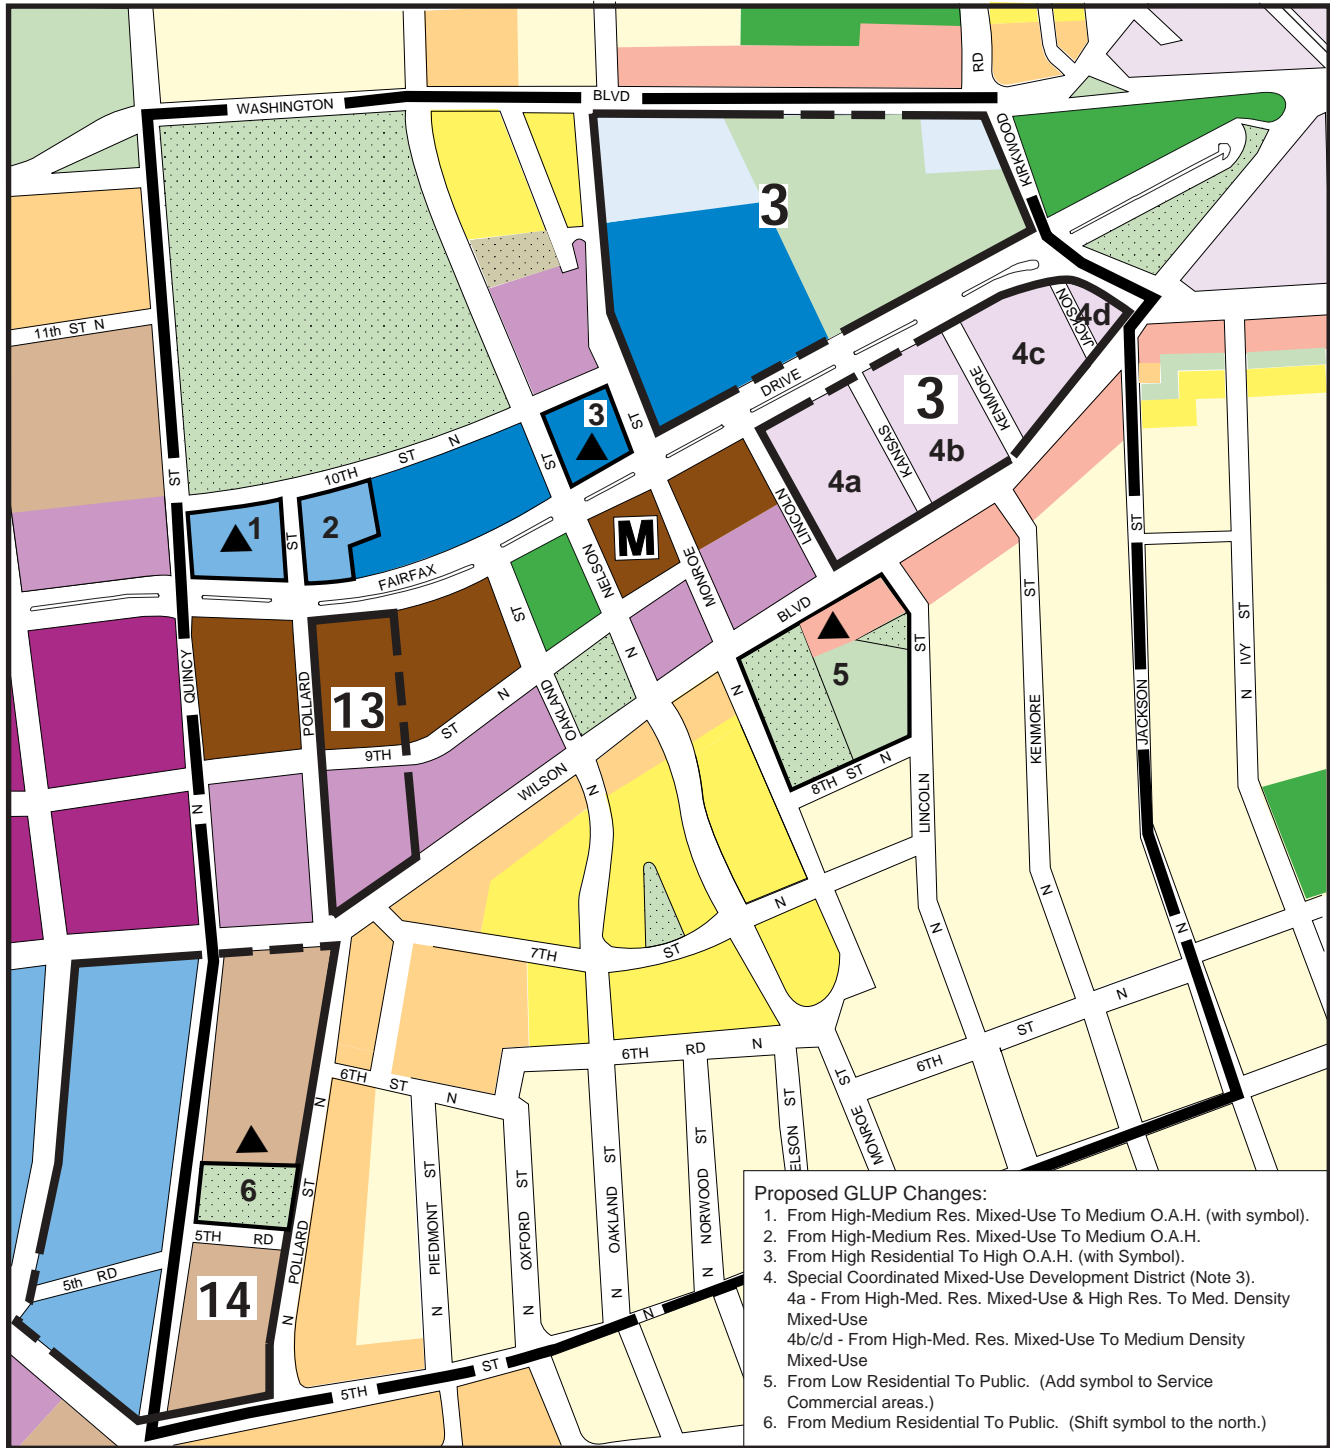 WASHINGTON BLVD
RD
KIRKWOOD
3
11th ST N
4d
JACKSON
4c
DRIVE
3
3
ST
KENMORE
10TH ST N
ST
4b
KANSAS
4a
ST
1
2
ST
LINCOLN
ST
M
FAIRFAX
NELSON
MONROE
ST
BLVD
ST
ST
IVY ST N
QUINCY
POLLARD
13
N
5
OAKLAND
N
N
ST
9TH
KENMORE
JACKSON
WILSON
8TH ST N
N
N
LINCOLN
N
N
N
N
7TH
ST
N
ST
6TH
6TH RD N
6TH ST N
N
ST
MONROE
ST
ELSON
6
ST
POLLARD
N
5TH RD
5th RD
14
PIEDMONT ST N
OXFORD ST N
OAKLAND ST N
NORWOOD ST N
5TH ST N
Proposed GLUP Changes:
1. From High-Medium Res. Mixed-Use To Medium O.A.H. (with symbol).
2. From High-Medium Res. Mixed-Use To Medium O.A.H.
3. From High Residential To High O.A.H. (with Symbol).
4. Special Coordinated Mixed-Use Development District (Note 3).
4a - From High-Med. Res. Mixed-Use & High Res. To Med. Density
Mixed-Use
4b/c/d - From High-Med. Res. Mixed-Use To Medium Density
Mixed-Use
5. From Low Residential To Public. (Add symbol to Service
Commercial areas.)
6. From Medium Residential To Public. (Shift symbol to the north.)